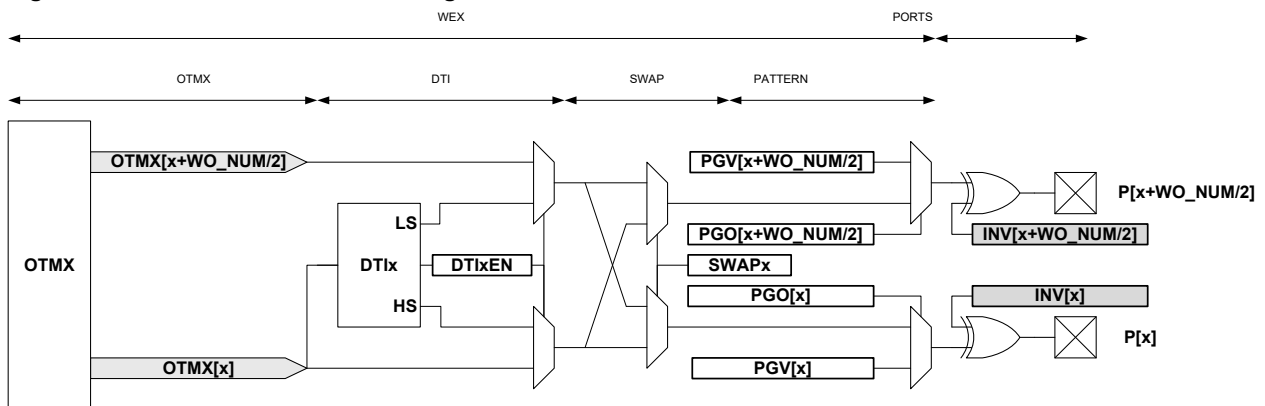 WEX PORTS
OTMX DTI SWAP PATTERN
OTMX[x+WO_NUM/2] PGV[x+WO_NUM/2]
P[x+WO_NUM/2]
LS
PGO[x+WO_NUM/2] INV[x+WO_NUM/2]
OTMX DTIx DTIxEN SWAPx
HS PGO[x] INV[x]
P[x]
OTMX[x] PGV[x]